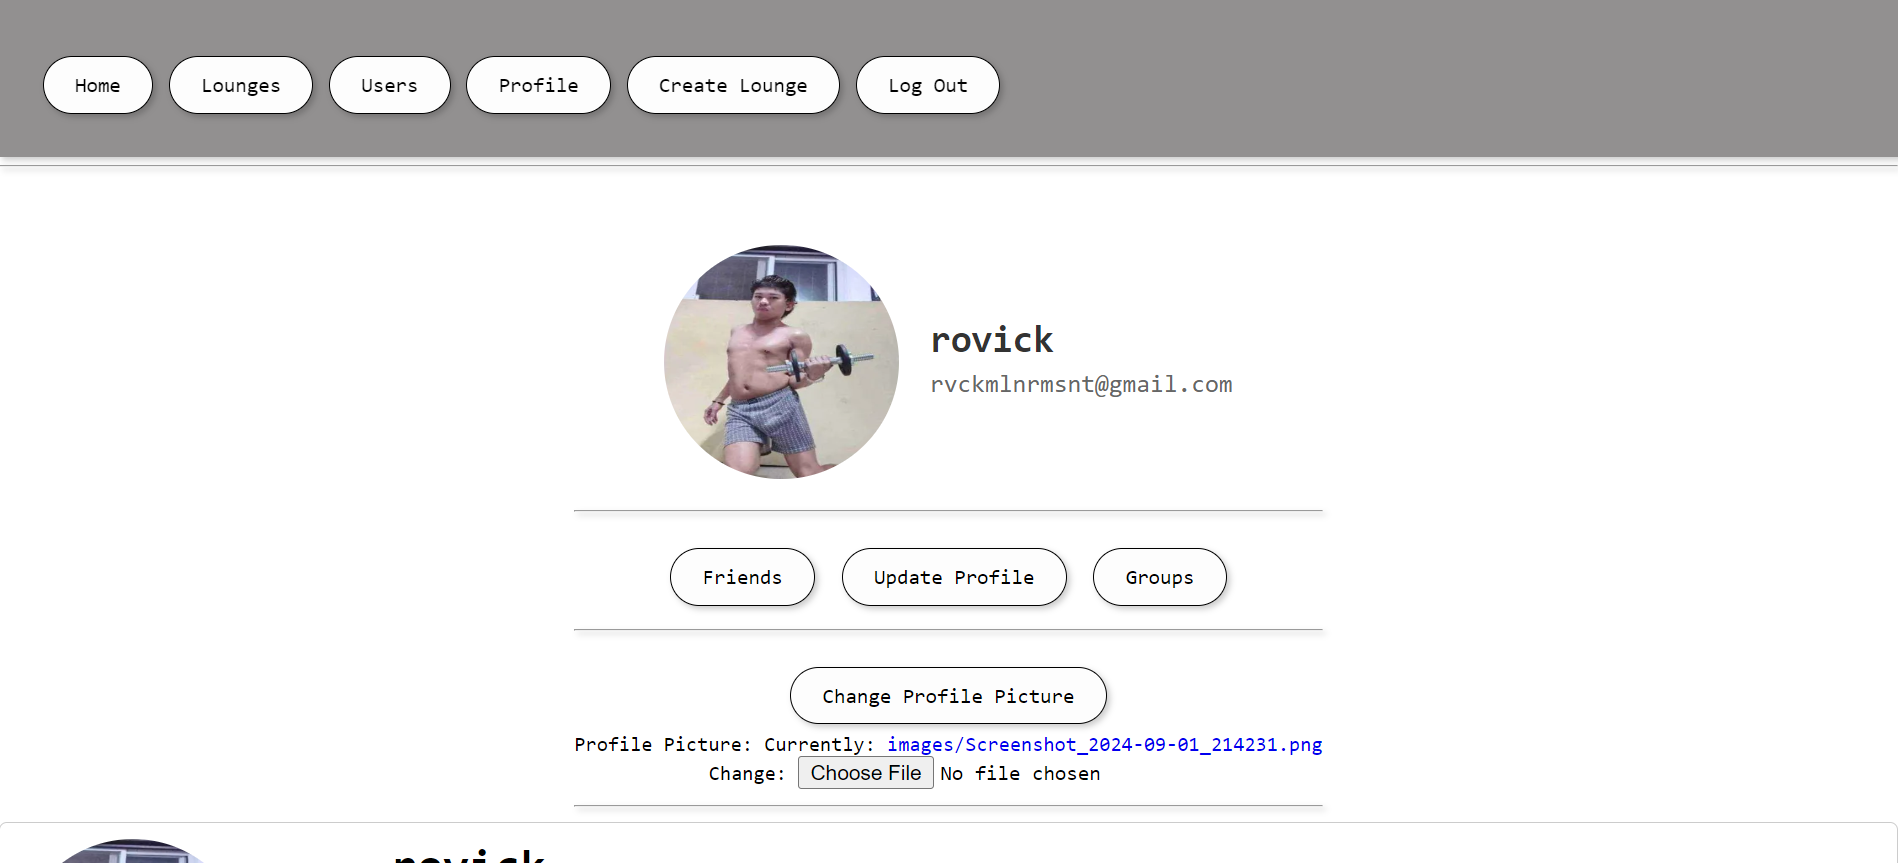 Home Lounges Users Profile Create Lounge Log Out
rovick
rvckmlnrmsnt@gmail.com
Friends Update Profile Groups
Change Profile Picture
Profile Picture: Currently: images/Screenshot_2024-09-01_214231.png
Change: Choose File No file chosen
rovick